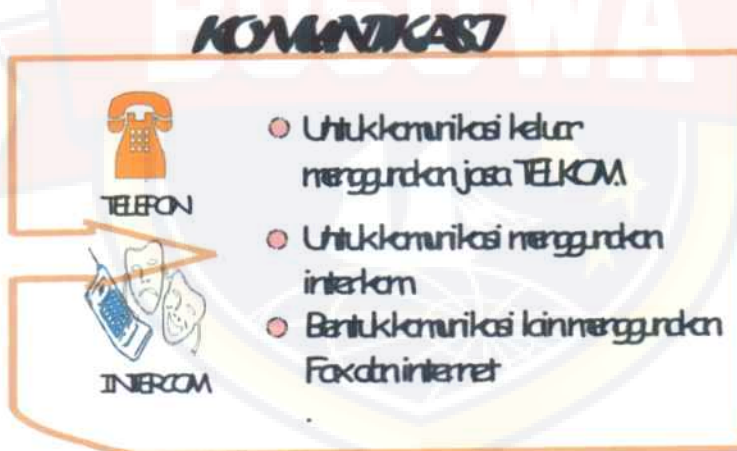 KOMUNIKASI
Untuk komunikasi keluar
menggunakan jasa TELKOM.
TELEPON
Untuk komunikasi menggunakan
interkom
Bentuk komunikasi lain menggunakan
Fax dan internet
INTERCOM
.